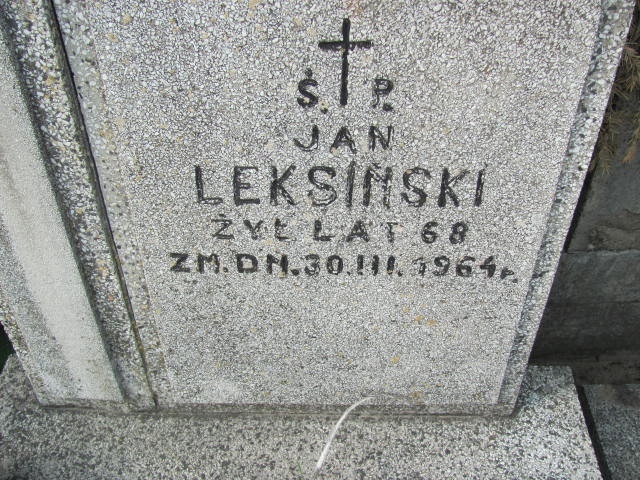 Ś. P.
JAN
LEKSIŃSKI
ŻYŁ LAT 68
ZM. DN. 30. III. 1964 r.